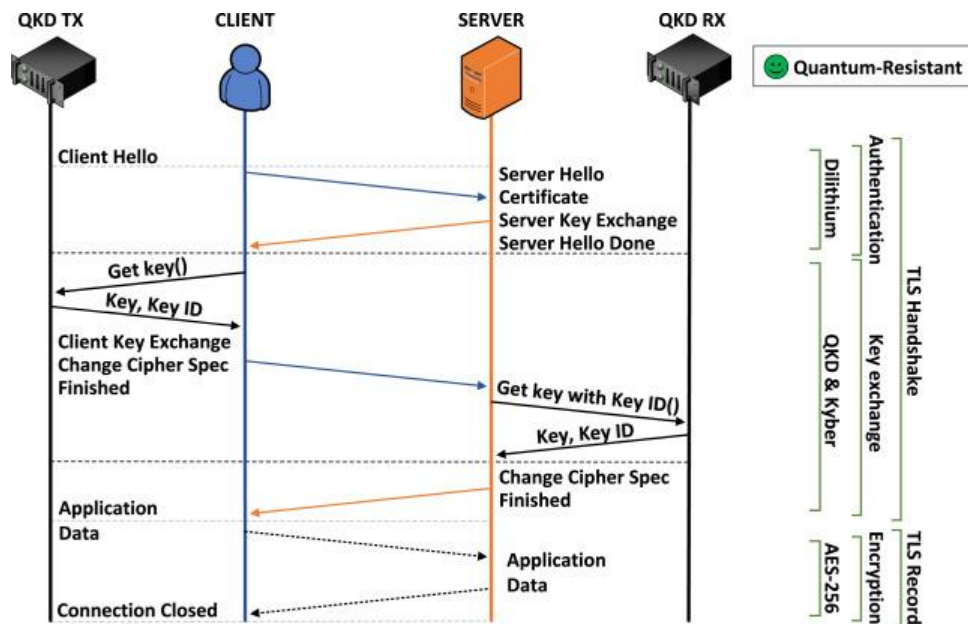 QKD TX
CLIENT
SERVER
QKD RX
Quantum-Resistant
Client Hello
Server Hello
Certificate
Server Key Exchange
Server Hello Done
Get key()
Key, Key ID
Client Key Exchange
Change Cipher Spec
Finished
Get key with Key ID()
Key, Key ID
Change Cipher Spec
Finished
Application
Data
Application
Data
Connection Closed
Dilithium
Authentication
QKD & Kyber
Key exchange
TLS Handshake
AES-256
Encryption
TLS Record